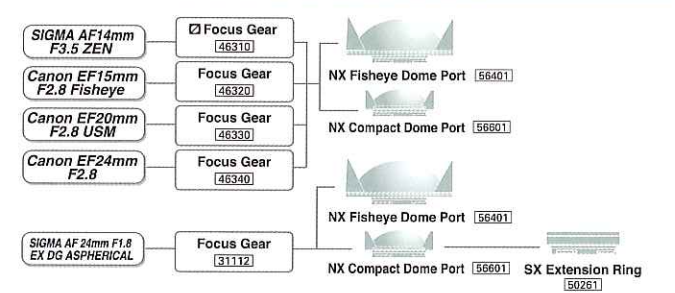 SIGMA AF14mm
F3.5 ZEN
Focus Gear
46310
Canon EF15mm
F2.8 Fisheye
Focus Gear
46320
Canon EF20mm
F2.8 USM
Focus Gear
46330
Canon EF24mm
F2.8
Focus Gear
46340
NX Fisheye Dome Port 56401
NX Compact Dome Port 56601
SIGMA AF 24mm F1.8
EX DG ASPHERICAL
Focus Gear
31112
NX Fisheye Dome Port 56401
NX Compact Dome Port 56601
SX Extension Ring
50261